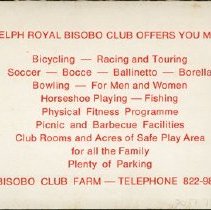 ELPH ROYAL BISOBO CLUB OFFERS YOU M
Bicycling — Racing and Touring
Soccer — Bocce — Ballinetto — Borella
Bowling — For Men and Women
Horseshoe Playing — Fishing
Physical Fitness Programme
Picnic and Barbecue Facilities
Club Rooms and Acres of Safe Play Area
for all the Family
Plenty of Parking
BISOBO CLUB FARM — TELEPHONE 822-9